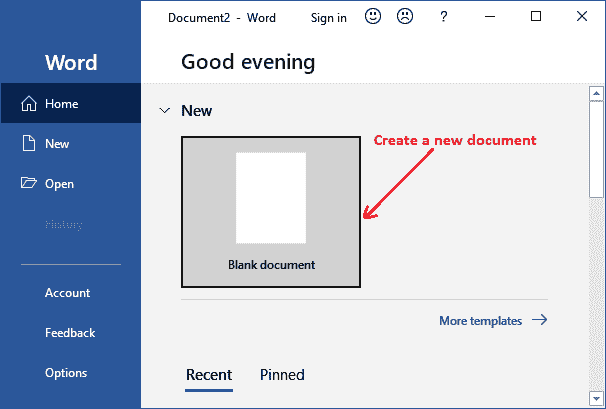 Document2 - Word Sign in ?
Word
Good evening
Home
New
New
Create a new document
Open
History
Blank document
Account
More templates
Feedback
Options
Recent Pinned